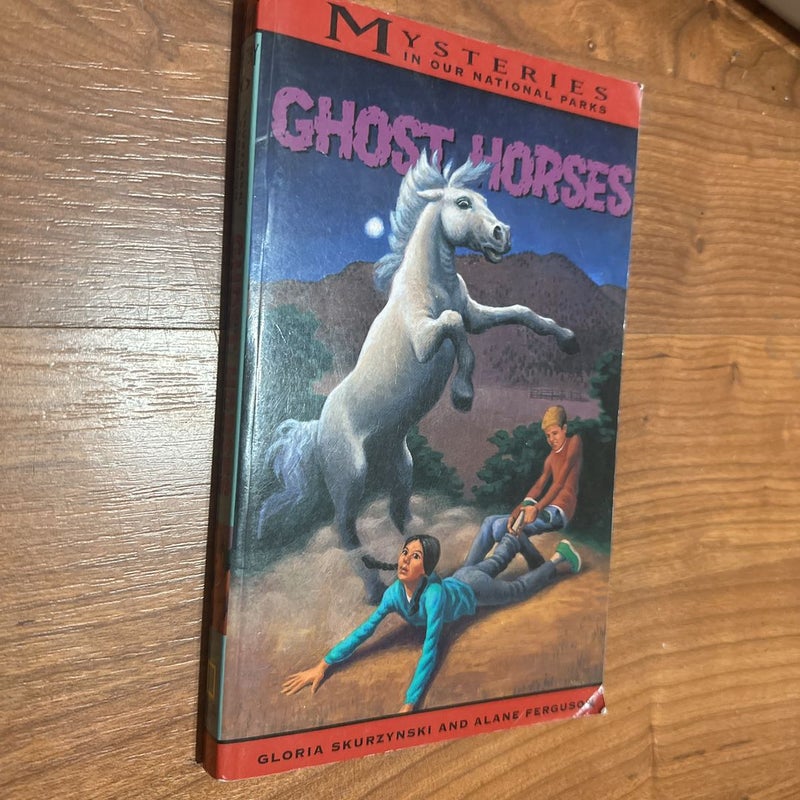 MYSTERIES
IN OUR NATIONAL PARKS
GHOST HORSES
GLORIA SKURZYNSKI AND ALANE FERGUSON